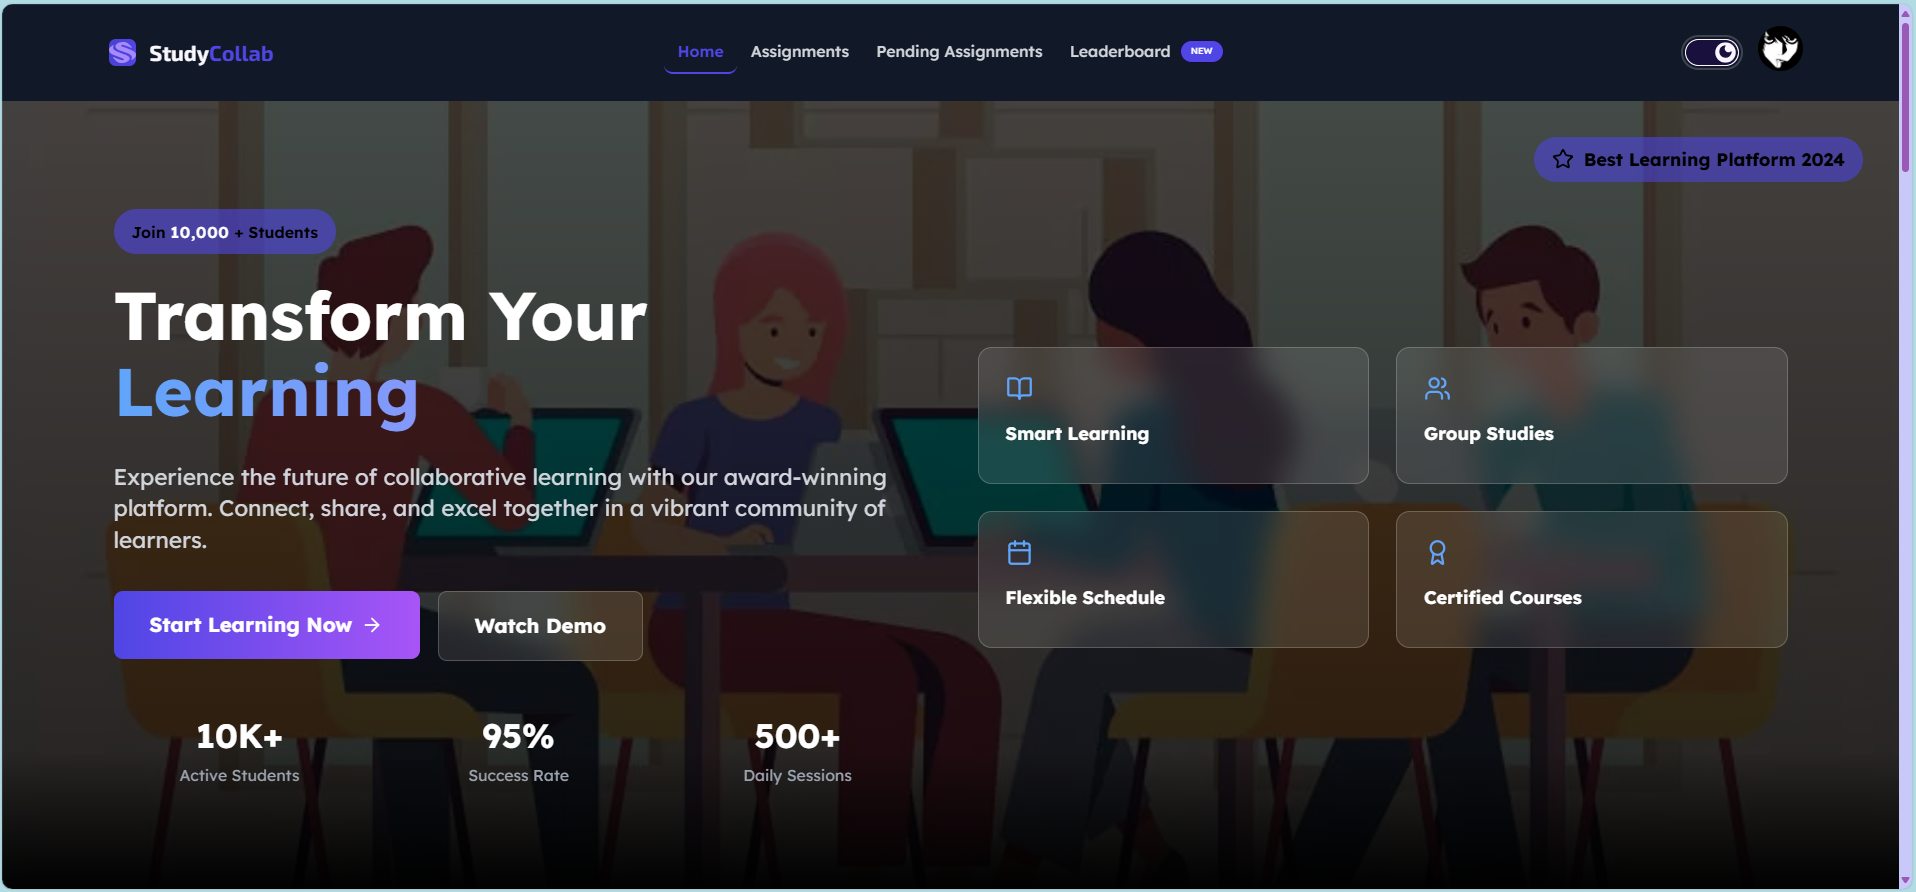 StudyCollab
Home
Assignments
Pending Assignments
Leaderboard
NEW
Best Learning Platform 2024
Join 10,000 + Students
Transform Your
Learning
Experience the future of collaborative learning with our award-winning
platform. Connect, share, and excel together in a vibrant community of
learners.
Start Learning Now →
Watch Demo
10K+
Active Students
95%
Success Rate
500+
Daily Sessions
Smart Learning
Group Studies
Flexible Schedule
Certified Courses